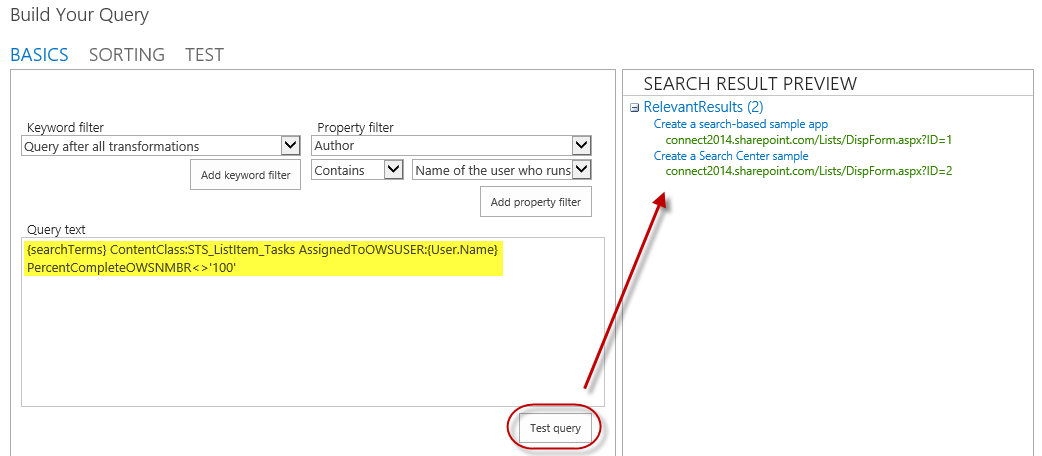 Build Your Query
BASICS SORTING TEST
Keyword filter
Query after all transformations
Add keyword filter
Property filter
Author
Contains
Name of the user who runs
Add property filter
Query text
{searchTerms} ContentClass:STS_ListItem_Tasks AssignedToOWSUSER:{User.Name}
PercentCompleteOWSNMBR<>'100'
Test query
SEARCH RESULT PREVIEW
RelevantResults (2)
Create a search-based sample app
connect2014.sharepoint.com/Lists/DispForm.aspx?ID=1
Create a Search Center sample
connect2014.sharepoint.com/Lists/DispForm.aspx?ID=2